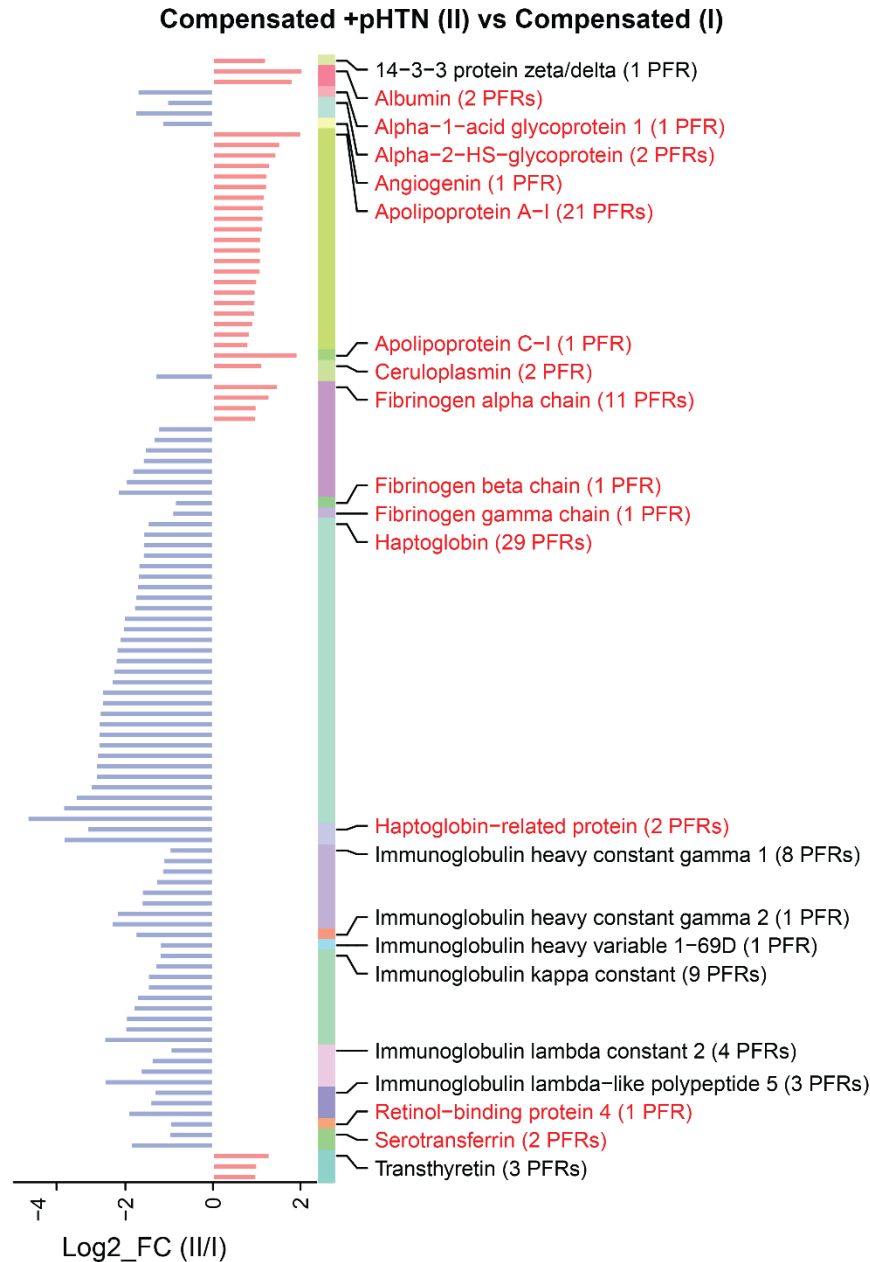 Compensated +pHTN (II) vs Compensated (I)
14−3−3 protein zeta/delta (1 PFR)
Albumin (2 PFRs)
Alpha−1−acid glycoprotein 1 (1 PFR)
Alpha−2−HS−glycoprotein (2 PFRs)
Angiogenin (1 PFR)
Apolipoprotein A−I (21 PFRs)
Apolipoprotein C−I (1 PFR)
Ceruloplasmin (2 PFR)
Fibrinogen alpha chain (11 PFRs)
Fibrinogen beta chain (1 PFR)
Fibrinogen gamma chain (1 PFR)
Haptoglobin (29 PFRs)
Haptoglobin−related protein (2 PFRs)
Immunoglobulin heavy constant gamma 1 (8 PFRs)
Immunoglobulin heavy constant gamma 2 (1 PFR)
Immunoglobulin heavy variable 1−69D (1 PFR)
Immunoglobulin kappa constant (9 PFRs)
Immunoglobulin lambda constant 2 (4 PFRs)
Immunoglobulin lambda−like polypeptide 5 (3 PFRs)
Retinol−binding protein 4 (1 PFR)
Serotransferrin (2 PFRs)
Transthyretin (3 PFRs)
−4 −2 0 2
Log2_FC (II/I)